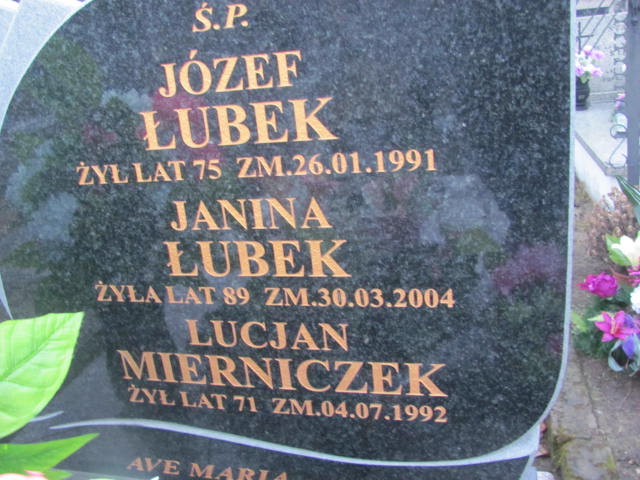 Ś.P.
JÓZEF
ŁUBEK
ŻYŁ LAT 75 ZM.26.01.1991
JANINA
ŁUBEK
ŻYŁA LAT 89 ZM.30.03.2004
LUCJAN
MIERNICZEK
ŻYŁ LAT 71 ZM.04.07.1992
AVE MARIA